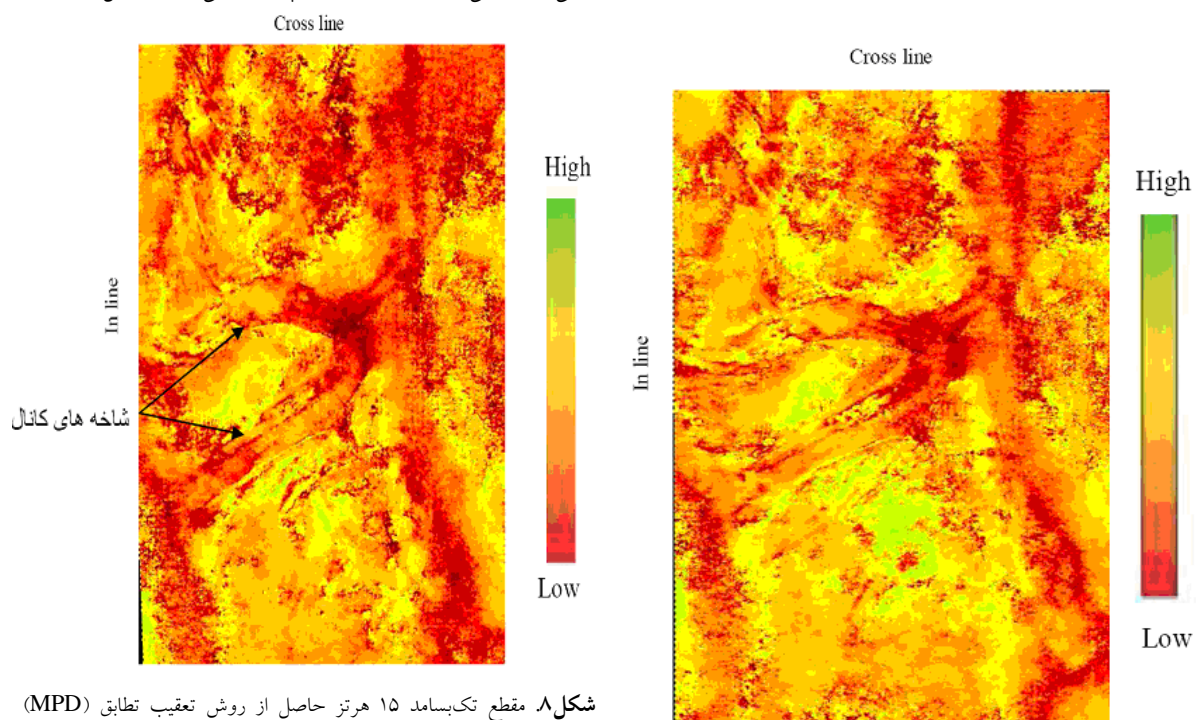 Cross line
Cross line
High
High
In line
In line
شاخه های کانال
Low
Low
شکل۸. مقطع تک‌بسامد ۱۵ هرتز حاصل از روش تعقیب تطابق (MPD)